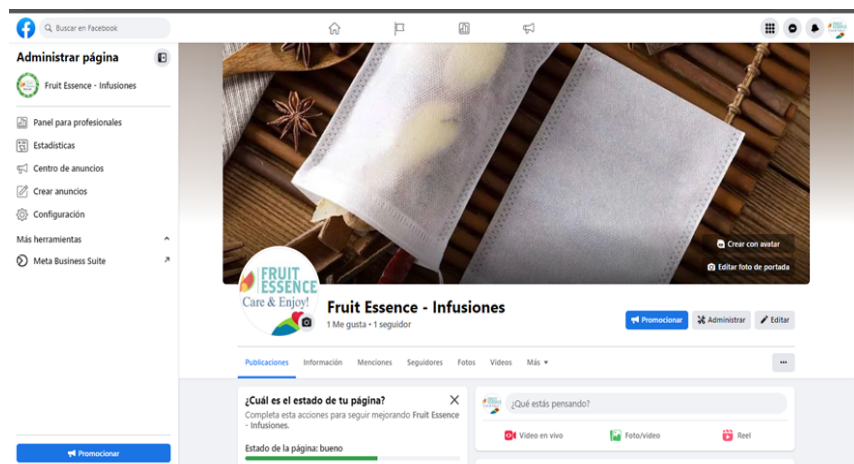 Buscar en Facebook
Administrar página
Fruit Essence - Infusiones
Panel para profesionales
Estadísticas
Centro de anuncios
Crear anuncios
Configuración
Más herramientas
Meta Business Suite
Promocionar
Crear con avatar
Editar foto de portada
FRUIT
ESSENCE
Care & Enjoy!
Fruit Essence - Infusiones
1 Me gusta • 1 seguidor
Promocionar Administrar Editar
Publicaciones Información Menciones Seguidores Fotos Videos Más
¿Cuál es el estado de tu página?
Completa esta acciones para seguir mejorando Fruit Essence
- Infusiones.
Estado de la página: bueno
¿Qué estás pensando?
Video en vivo Foto/video Reel